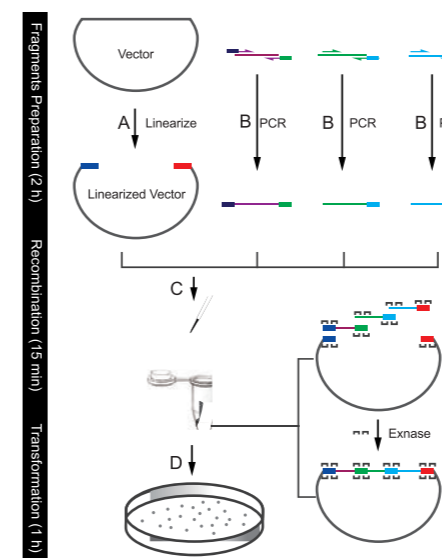 Fragments Preparation (2 h)
Recombination (15 min)
Transformation (1 h)
Vector
A Linearize
B PCR
B PCR
B
Linearized Vector
C
Exnase
D